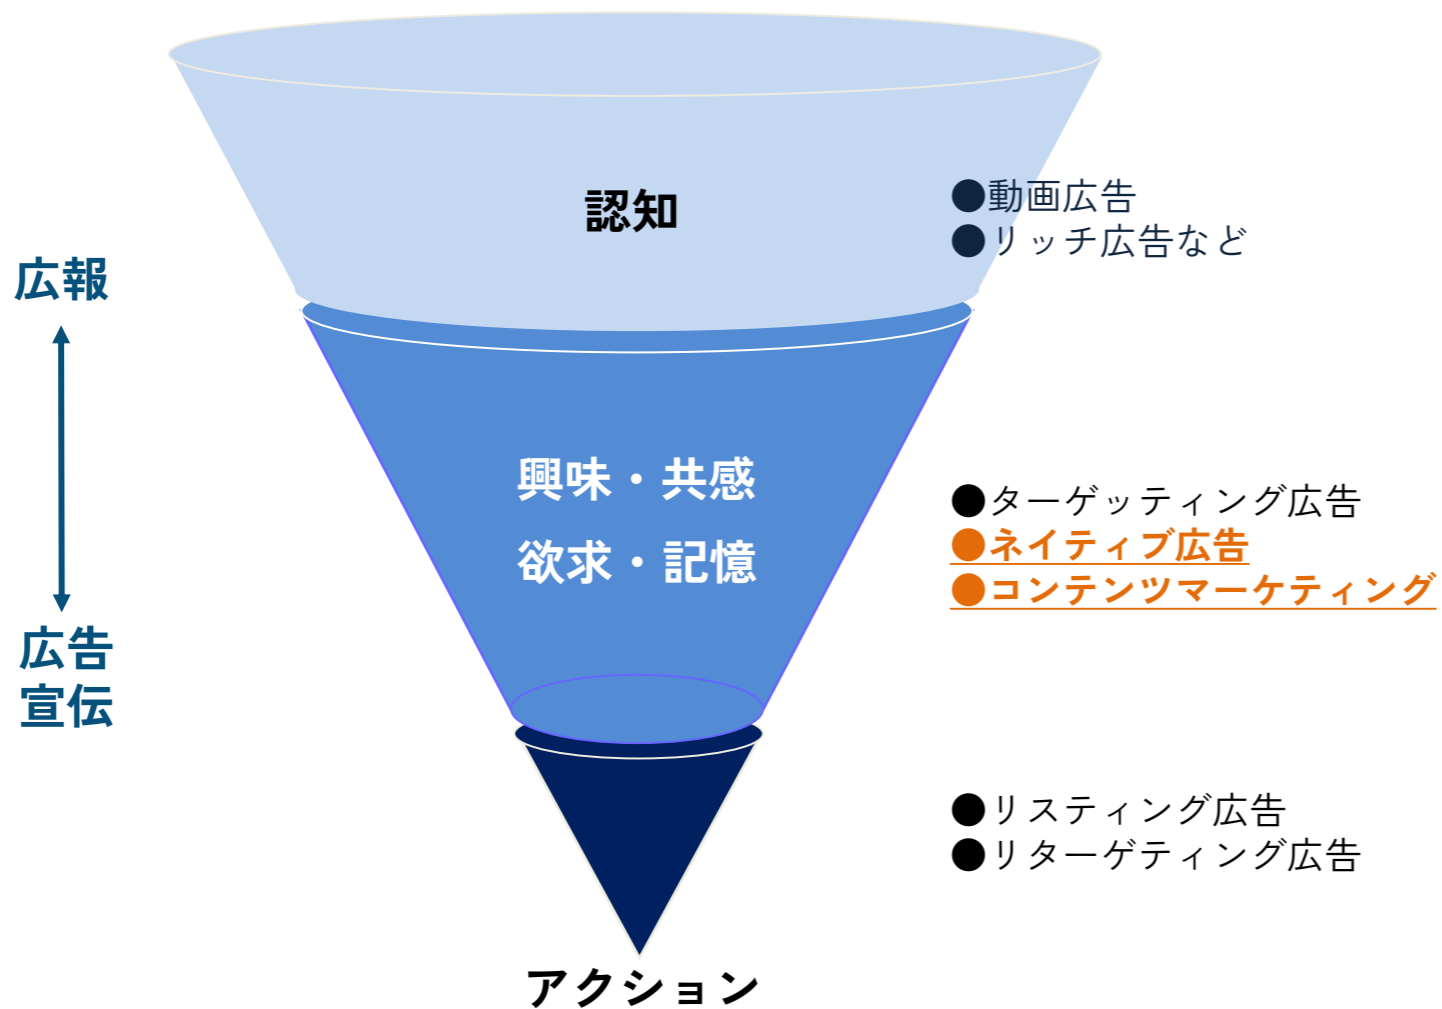 認知
●動画広告
●リッチ広告など
広報
興味・共感
欲求・記憶
●ターゲッティング広告
●ネイティブ広告
●コンテンツマーケティング
広告
宣伝
●リスティング広告
●リターゲティング広告
アクション